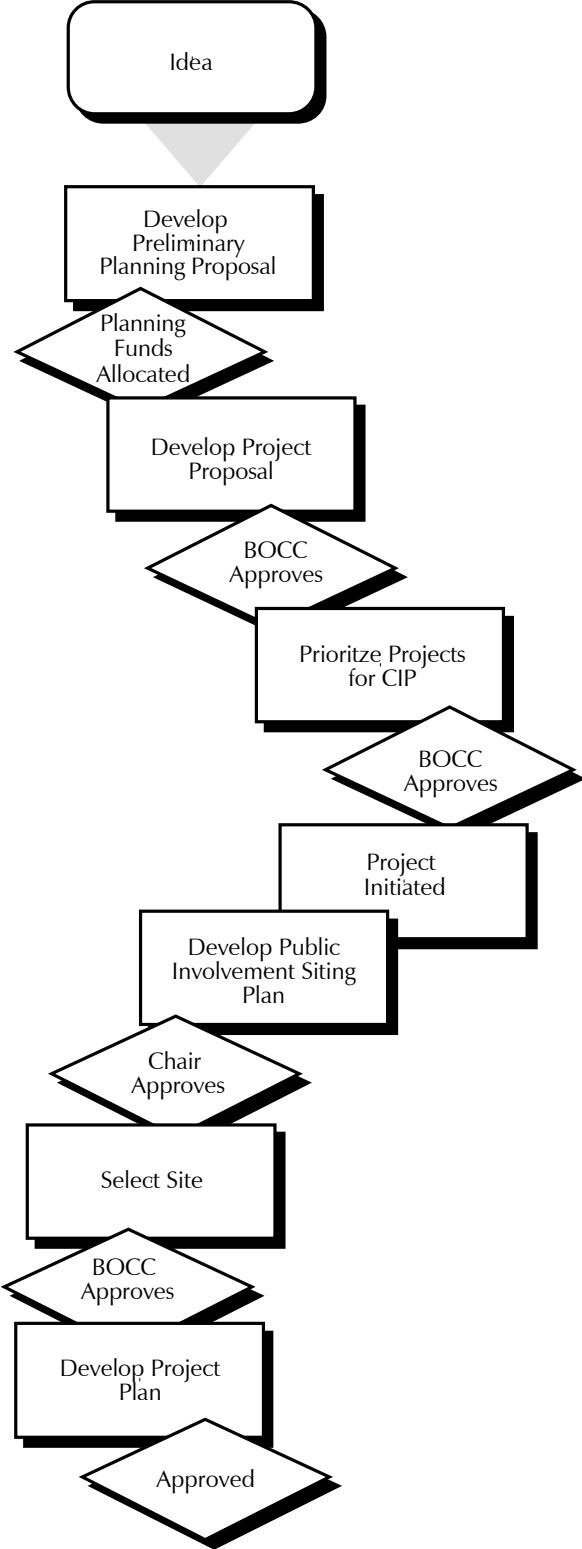 Idea
Develop
Preliminary
Planning Proposal
Planning
Funds
Allocated
Develop Project
Proposal
BOCC
Approves
Prioritze Projects
for CIP
BOCC
Approves
Project
Initiated
Develop Public
Involvement Siting
Plan
Chair
Approves
Select Site
BOCC
Approves
Develop Project
Plan
Approved